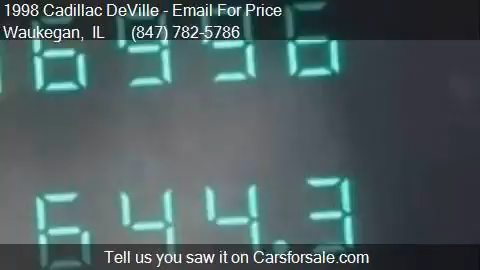 1998 Cadillac DeVille - Email For Price
Waukegan, IL (847) 782-5786
6996
644.3
Tell us you saw it on Carsforsale.com